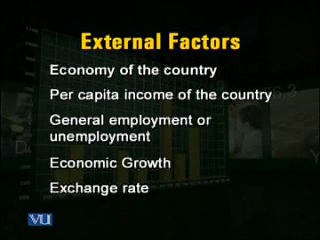 External Factors
Economy of the country
Per capita income of the country
General employment or
unemployment
Economic Growth
Exchange rate
VU